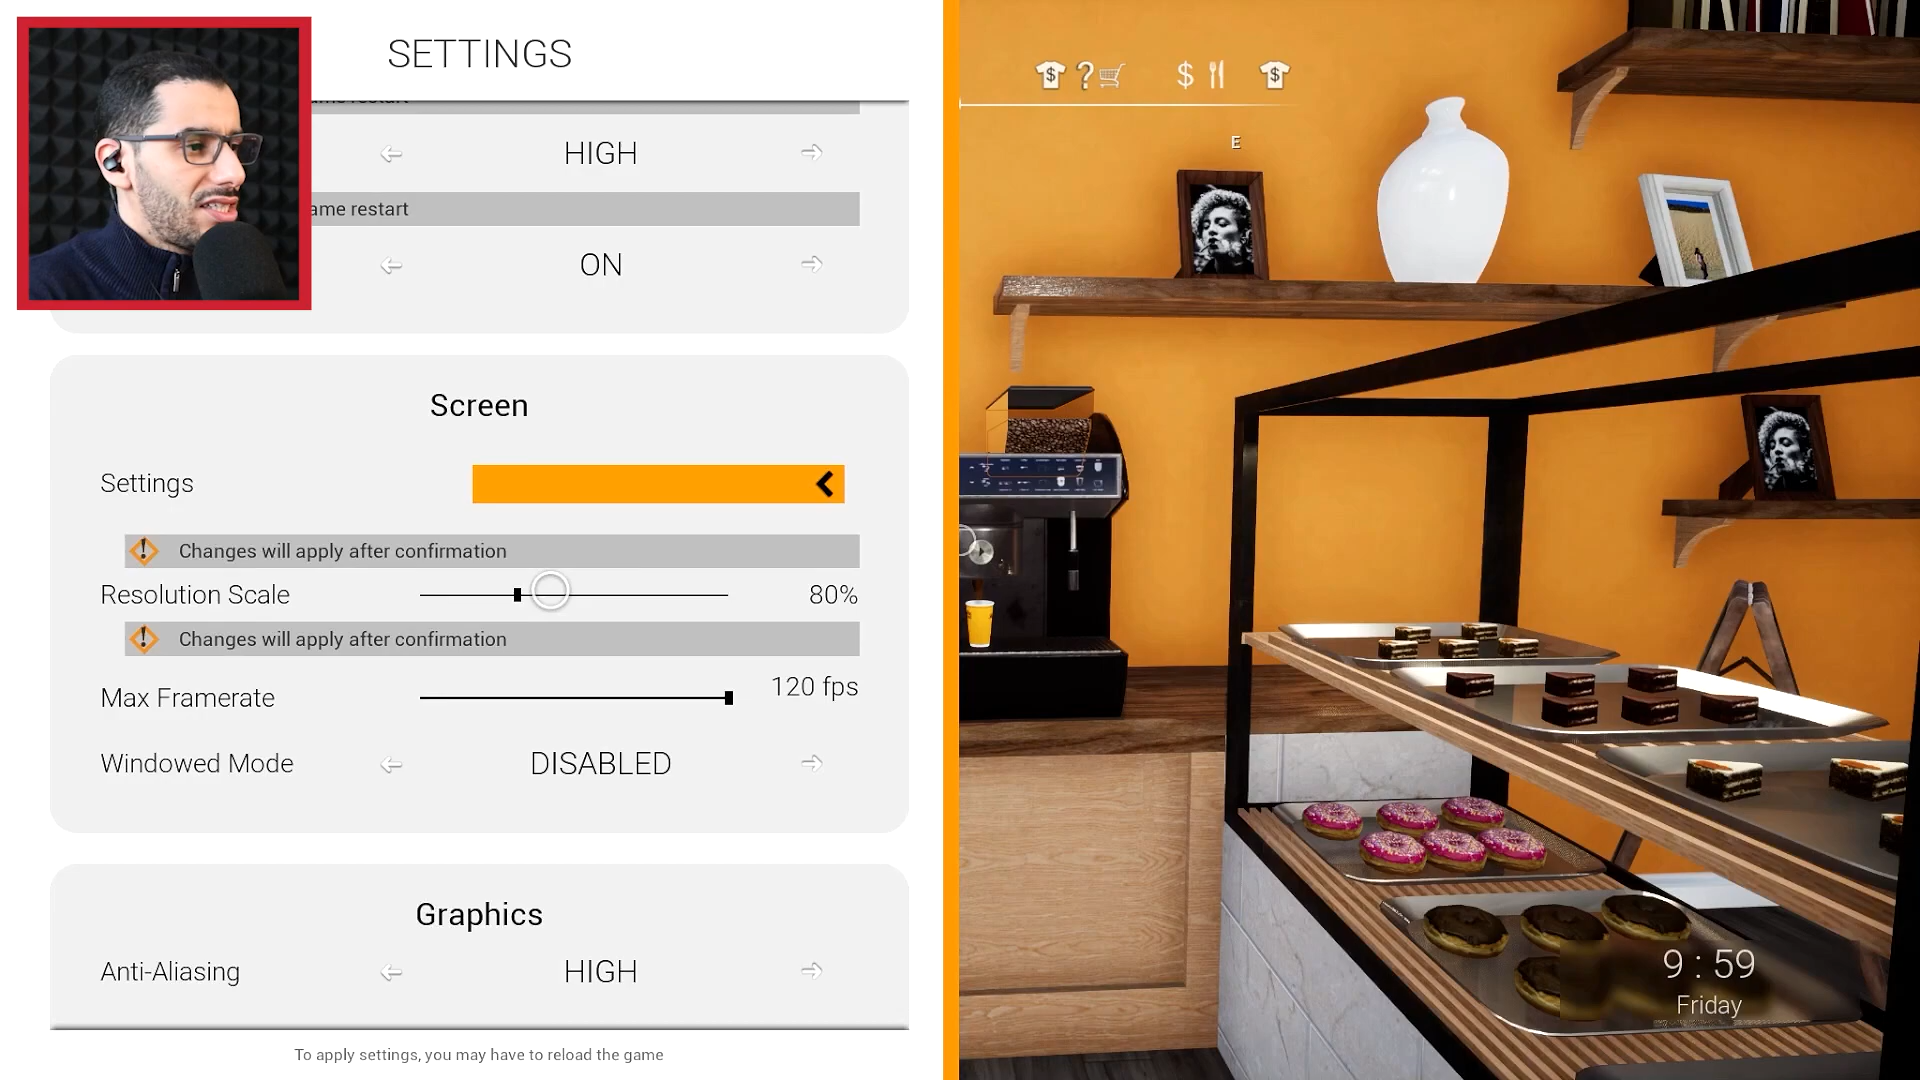 SETTINGS
HIGH
ame restart
ON
Screen
Settings
Changes will apply after confirmation
Resolution Scale 80%
Changes will apply after confirmation
Max Framerate 120 fps
Windowed Mode DISABLED
Graphics
Anti-Aliasing HIGH
To apply settings, you may have to reload the game
E
9 : 59
Friday